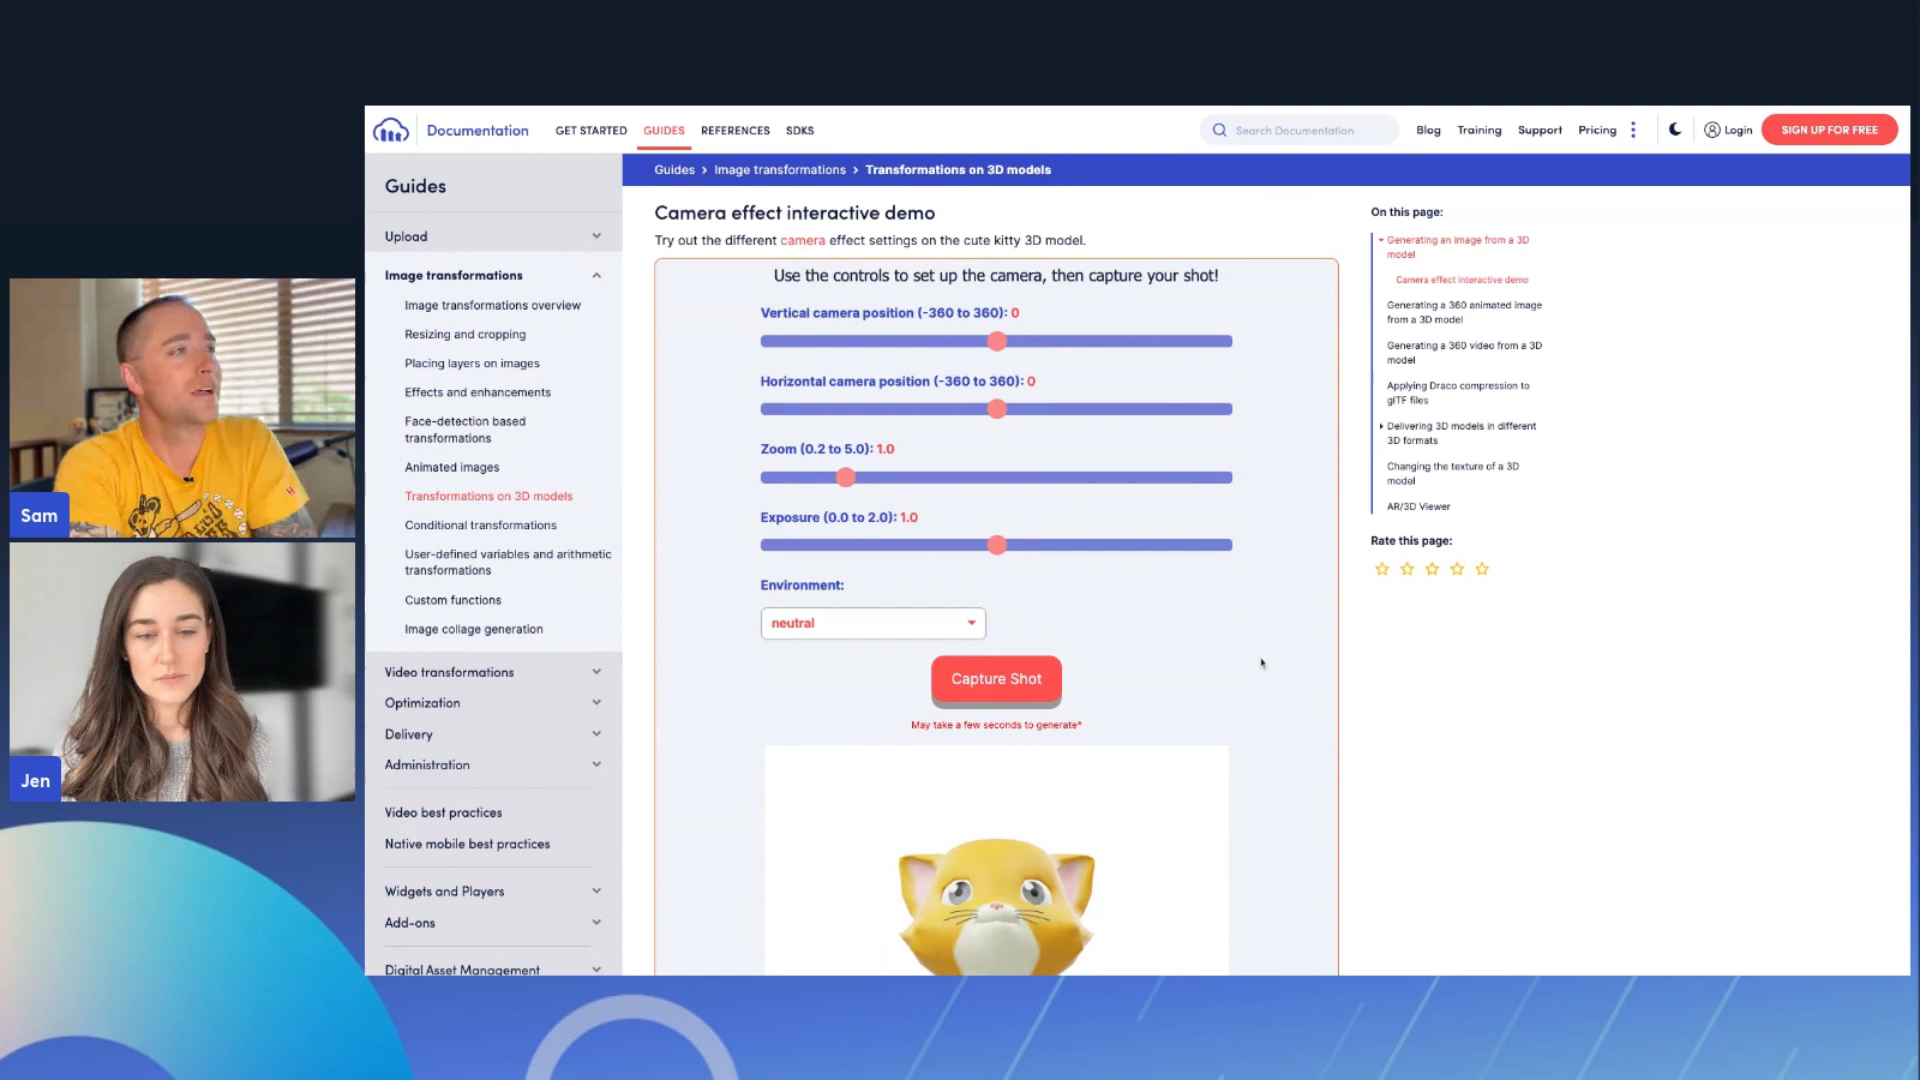 Documentation
GET STARTED
GUIDES
REFERENCES
SDKS
Search Documentation
Blog
Training
Support
Pricing
Login
SIGN UP FOR FREE
Guides › Image transformations › Transformations on 3D models
Guides
Upload
Image transformations
Image transformations overview
Resizing and cropping
Placing layers on images
Effects and enhancements
Face-detection based
transformations
Animated images
Transformations on 3D models
Conditional transformations
User-defined variables and arithmetic
transformations
Custom functions
Image collage generation
Video transformations
Optimization
Delivery
Administration
Video best practices
Native mobile best practices
Widgets and Players
Add-ons
Digital Asset Management
Camera effect interactive demo
Try out the different camera effect settings on the cute kitty 3D model.
Use the controls to set up the camera, then capture your shot!
Vertical camera position (-360 to 360): 0
Horizontal camera position (-360 to 360): 0
Zoom (0.2 to 5.0): 1.0
Exposure (0.0 to 2.0): 1.0
Environment:
neutral
Capture Shot
May take a few seconds to generate*
On this page:
Generating an image from a 3D
model
Camera effect interactive demo
Generating a 360 animated image
from a 3D model
Generating a 360 video from a 3D
model
Applying Draco compression to
glTF files
Delivering 3D models in different
3D formats
Changing the texture of a 3D
model
AR/3D Viewer
Rate this page:
Sam
Jen